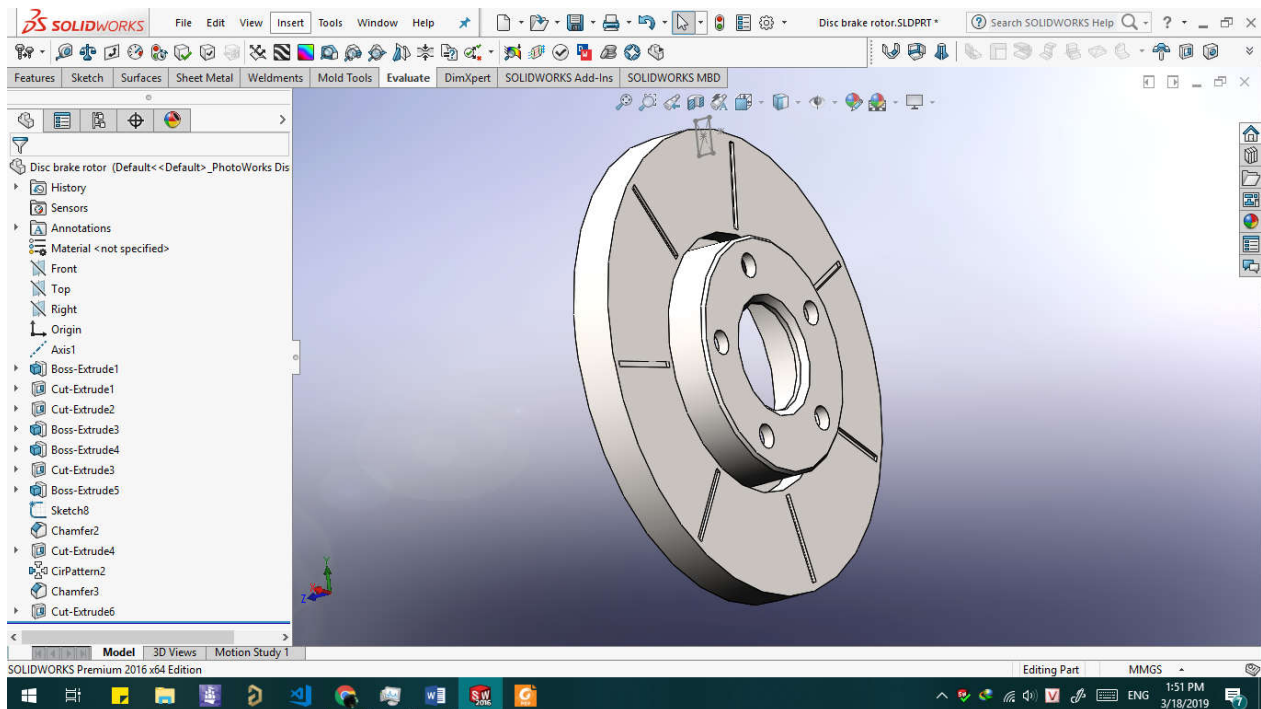 SOLIDWORKS File Edit View Insert Tools Window Help Disc brake rotor.SLDPRT * Search SOLIDWORKS Help ?
Features Sketch Surfaces Sheet Metal Weldments Mold Tools Evaluate DimXpert SOLIDWORKS Add-Ins SOLIDWORKS MBD
Disc brake rotor (Default<<Default>_PhotoWorks Dis
History
Sensors
Annotations
Material <not specified>
Front
Top
Right
Origin
Axis1
Boss-Extrude1
Cut-Extrude1
Cut-Extrude2
Boss-Extrude3
Boss-Extrude4
Cut-Extrude3
Boss-Extrude5
Sketch8
Chamfer2
Cut-Extrude4
CirPattern2
Chamfer3
Cut-Extrude6
Y
X
Z
Model 3D Views Motion Study 1
SOLIDWORKS Premium 2016 x64 Edition Editing Part MMGS
ENG 1:51 PM
3/18/2019